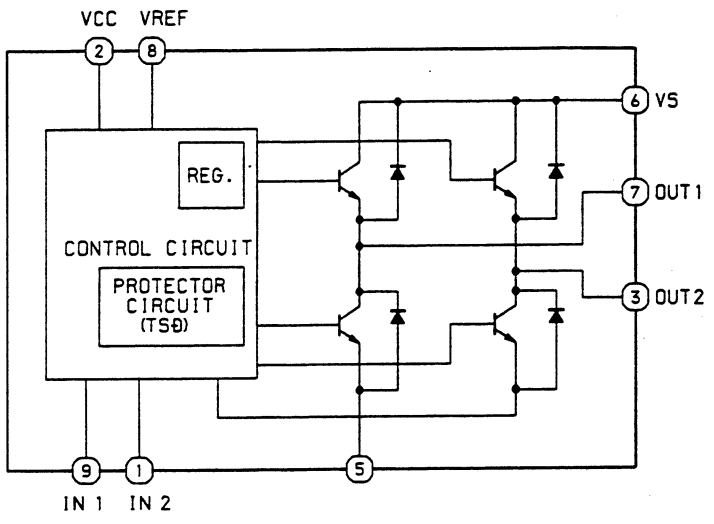 VCC VREF
2 8
6 VS
REG.
7 OUT1
CONTROL CIRCUIT
PROTECTOR
CIRCUIT
(TSD)
3 OUT2
9 1 5
IN 1 IN 2